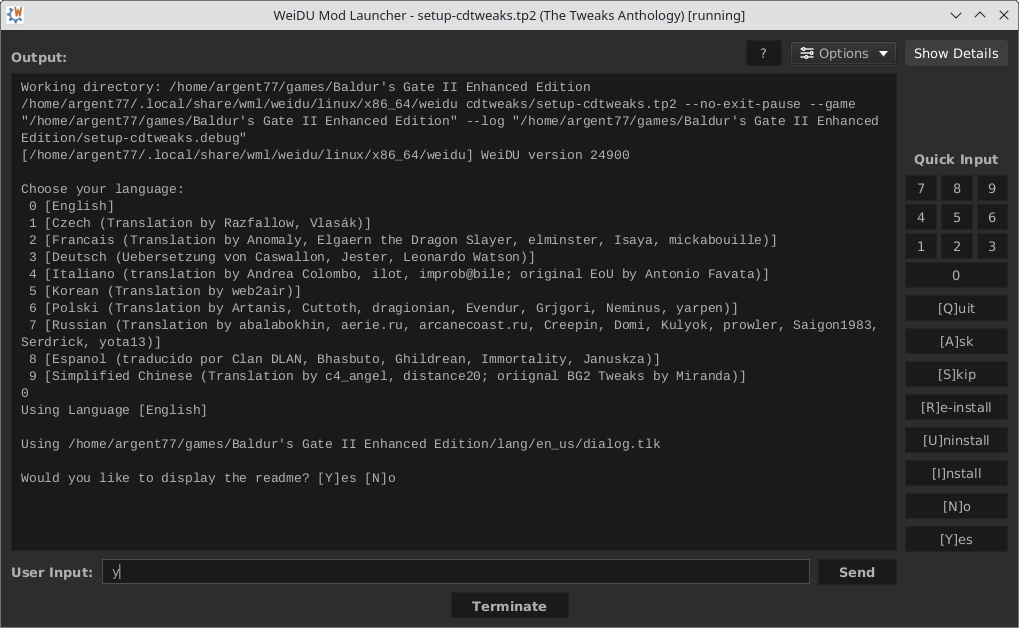 WeiDU Mod Launcher - setup-cdtweaks.tp2 (The Tweaks Anthology) [running]
Output:
?
Options
Show Details
Working directory: /home/argent77/games/Baldur's Gate II Enhanced Edition
/home/argent77/.local/share/wml/weidu/linux/x86_64/weidu cdtweaks/setup-cdtweaks.tp2 --no-exit-pause --game
"/home/argent77/games/Baldur's Gate II Enhanced Edition" --log "/home/argent77/games/Baldur's Gate II Enhanced
Edition/setup-cdtweaks.debug"
[/home/argent77/.local/share/wml/weidu/linux/x86_64/weidu] WeiDU version 24900
Choose your language:
0 [English]
1 [Czech (Translation by Razfallow, Vlasák)]
2 [Francais (Translation by Anomaly, Elgaern the Dragon Slayer, elminster, Isaya, mickabouille)]
3 [Deutsch (Uebersetzung von Caswallon, Jester, Leonardo Watson)]
4 [Italiano (translation by Andrea Colombo, ilot, improb@bile; original EoU by Antonio Favata)]
5 [Korean (Translation by web2air)]
6 [Polski (Translation by Artanis, Cuttoth, dragionian, Evendur, Grjgori, Neminus, yarpen)]
7 [Russian (Translation by abalabokhin, aerie.ru, arcanecoast.ru, Creepin, Domi, Kulyok, prowler, Saigon1983,
Serdrick, yota13)]
8 [Espanol (traducido por Clan DLAN, Bhasbuto, Ghildrean, Immortality, Januskza)]
9 [Simplified Chinese (Translation by c4_angel, distance20; oriignal BG2 Tweaks by Miranda)]
0
Using Language [English]
Using /home/argent77/games/Baldur's Gate II Enhanced Edition/lang/en_us/dialog.tlk
Would you like to display the readme? [Y]es [N]o
Quick Input
7 8 9
4 5 6
1 2 3
0
[Q]uit
[A]sk
[S]kip
[R]e-install
[U]ninstall
[I]nstall
[N]o
[Y]es
User Input:
y
Send
Terminate